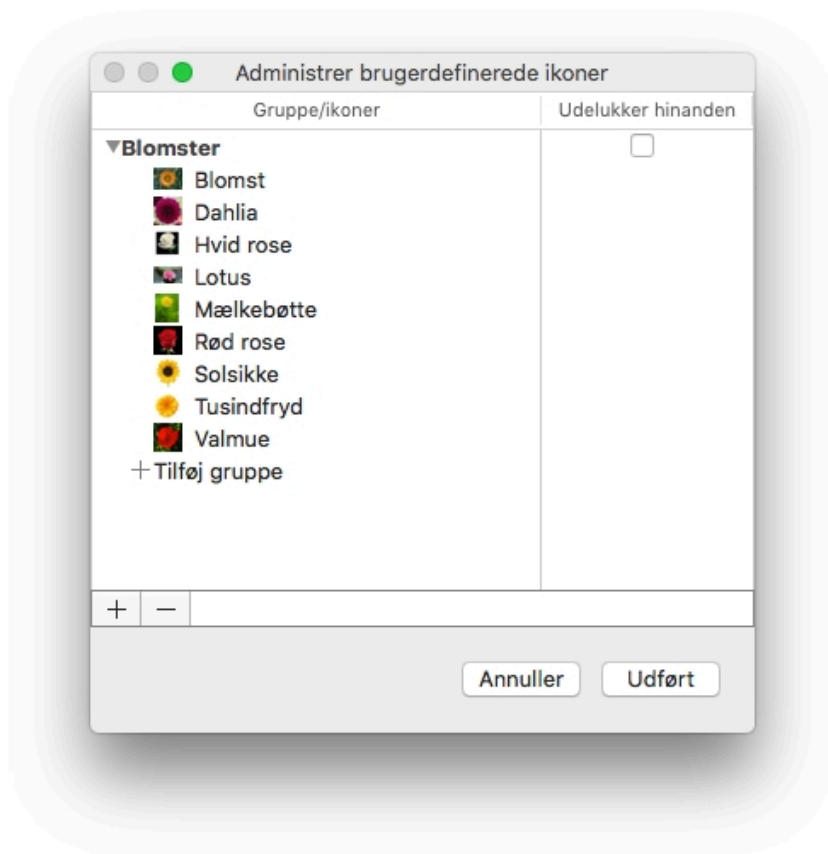 Administrer brugerdefinerede ikoner
Gruppe/ikoner Udelukker hinanden
Blomster
Blomst
Dahlia
Hvid rose
Lotus
Mælkebøtte
Rød rose
Solsikke
Tusindfryd
Valmue
Tilføj gruppe
Annuller Udført